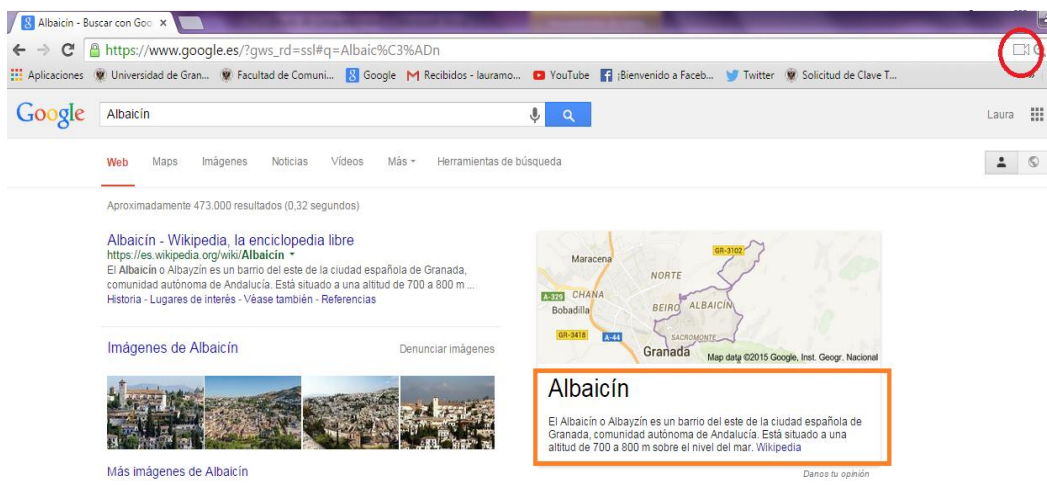 Albaicín - Buscar con Goo
https://www.google.es/?gws_rd=ssl#q=Albaic%C3%ADn
Aplicaciones Universidad de Gran... Facultad de Comuni... Google Recibidos - lauramo... YouTube ¡Bienvenido a Faceb... Twitter Solicitud de Clave T...
Google Albaicín Laura
Web Maps Imágenes Noticias Vídeos Más Herramientas de búsqueda
Aproximadamente 473.000 resultados (0,32 segundos)
Albaicín - Wikipedia, la enciclopedia libre
https://es.wikipedia.org/wiki/Albaicín
El Albaicín o Albayzín es un barrio del este de la ciudad española de Granada,
comunidad autónoma de Andalucía. Está situado a una altitud de 700 a 800 m ...
Historia - Lugares de interés - Véase también - Referencias
Imágenes de Albaicín Denunciar imágenes
Más imágenes de Albaicín
GR-3102
Maracena
NORTE
A-329 CHANA
Bobadilla
BEIRO ALBAICÍN
GR-3418 A-44 SACROMONTE
Granada
Map data ©2015 Google, Inst. Geogr. Nacional
Albaicín
El Albaicín o Albayzín es un barrio del este de la ciudad española de
Granada, comunidad autónoma de Andalucía. Está situado a una
altitud de 700 a 800 m sobre el nivel del mar. Wikipedia
Danos tu opinión